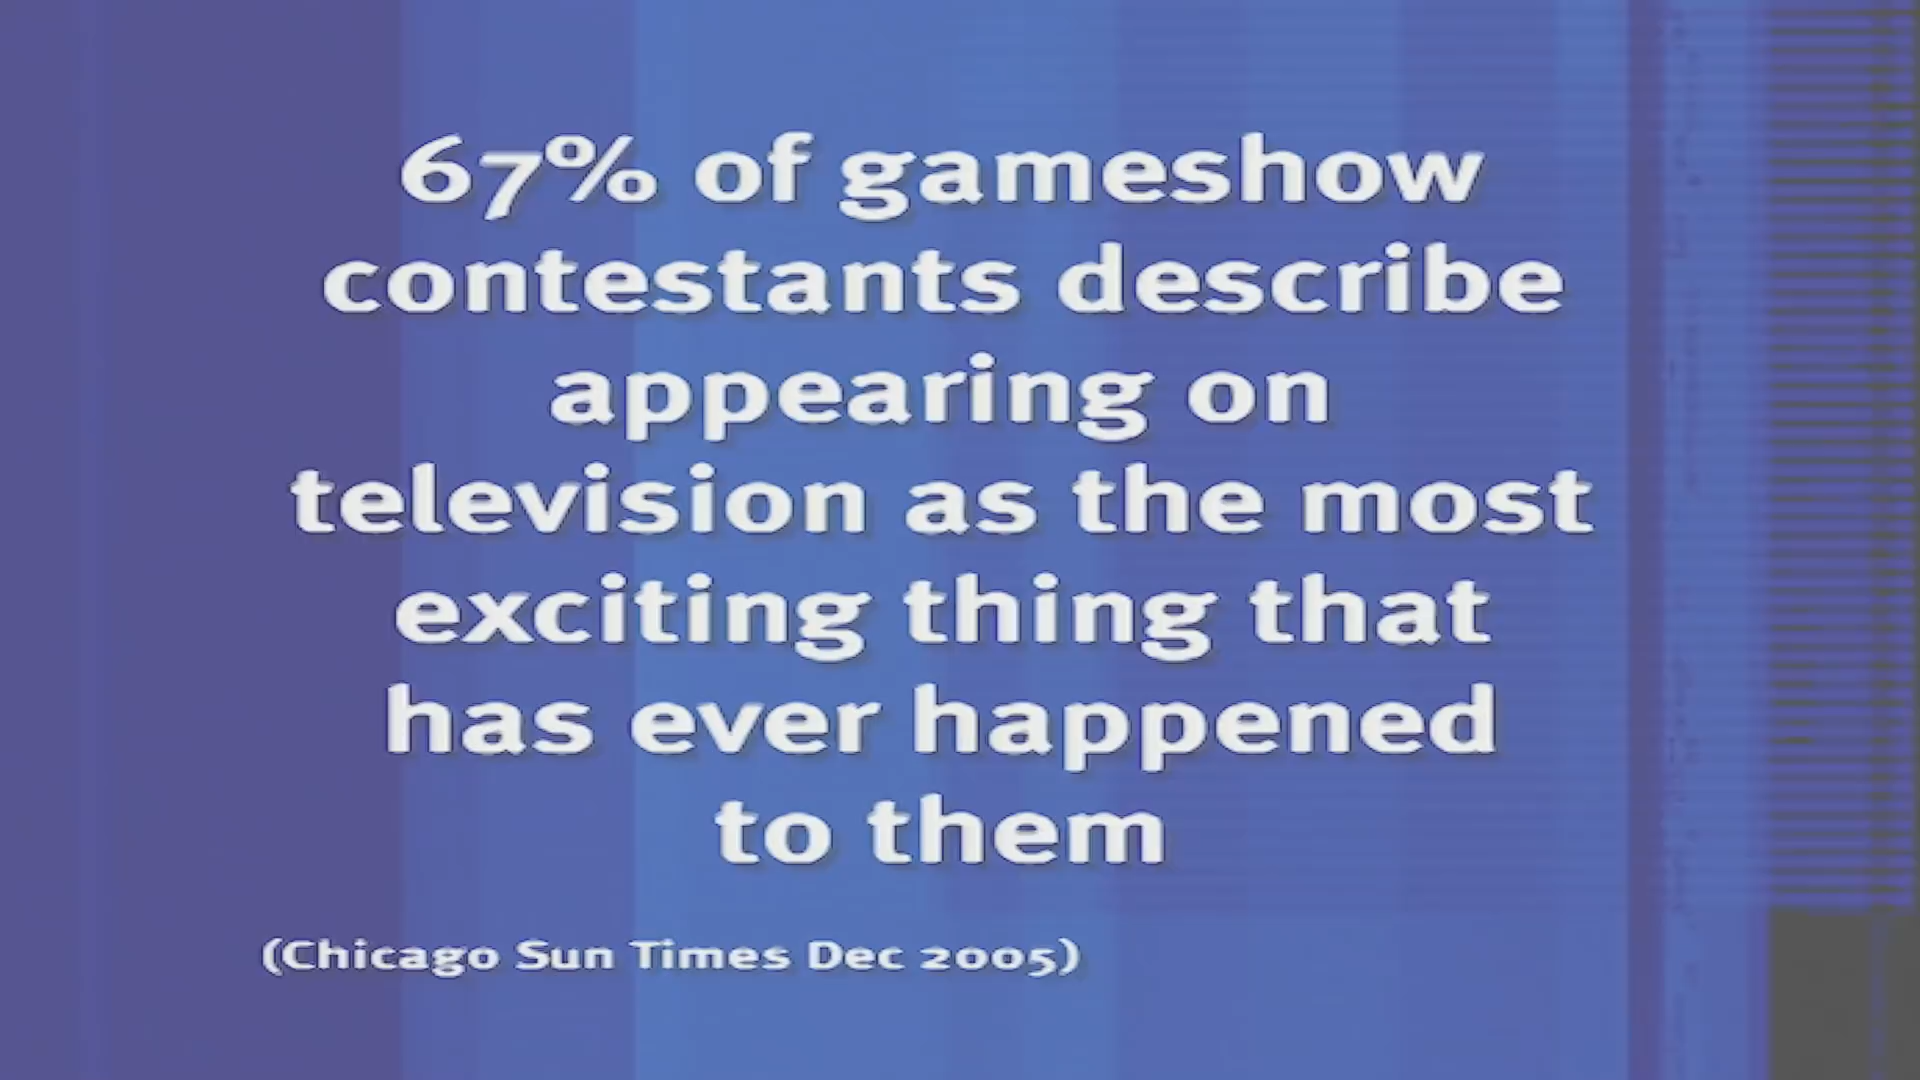 67% of gameshow
contestants describe
appearing on
television as the most
exciting thing that
has ever happened
to them
(Chicago Sun Times Dec 2005)